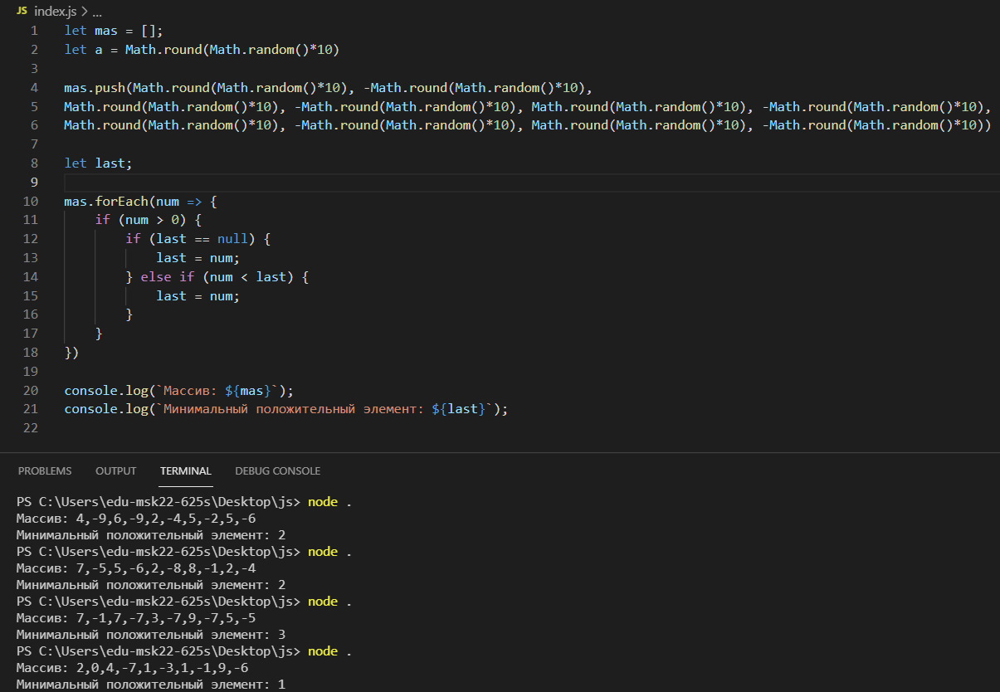 JS index.js > ...
1 let mas = [];
2 let a = Math.round(Math.random()*10)
3
4 mas.push(Math.round(Math.random()*10), -Math.round(Math.random()*10),
5 Math.round(Math.random()*10), -Math.round(Math.random()*10), Math.round(Math.random()*10), -Math.round(Math.random()*10),
6 Math.round(Math.random()*10), -Math.round(Math.random()*10), Math.round(Math.random()*10), -Math.round(Math.random()*10))
7
8 let last;
9
10 mas.forEach(num => {
11     if (num > 0) {
12         if (last == null) {
13             last = num;
14         } else if (num < last) {
15             last = num;
16         }
17     }
18 })
19
20 console.log(`Массив: ${mas}`);
21 console.log(`Минимальный положительный элемент: ${last}`);
22
PROBLEMS OUTPUT TERMINAL DEBUG CONSOLE
PS C:\Users\edu-msk22-625s\Desktop\js> node .
Массив: 4,-9,6,-9,2,-4,5,-2,5,-6
Минимальный положительный элемент: 2
PS C:\Users\edu-msk22-625s\Desktop\js> node .
Массив: 7,-5,5,-6,2,-8,8,-1,2,-4
Минимальный положительный элемент: 2
PS C:\Users\edu-msk22-625s\Desktop\js> node .
Массив: 7,-1,7,-7,3,-7,9,-7,5,-5
Минимальный положительный элемент: 3
PS C:\Users\edu-msk22-625s\Desktop\js> node .
Массив: 2,0,4,-7,1,-3,1,-1,9,-6
Минимальный положительный элемент: 1